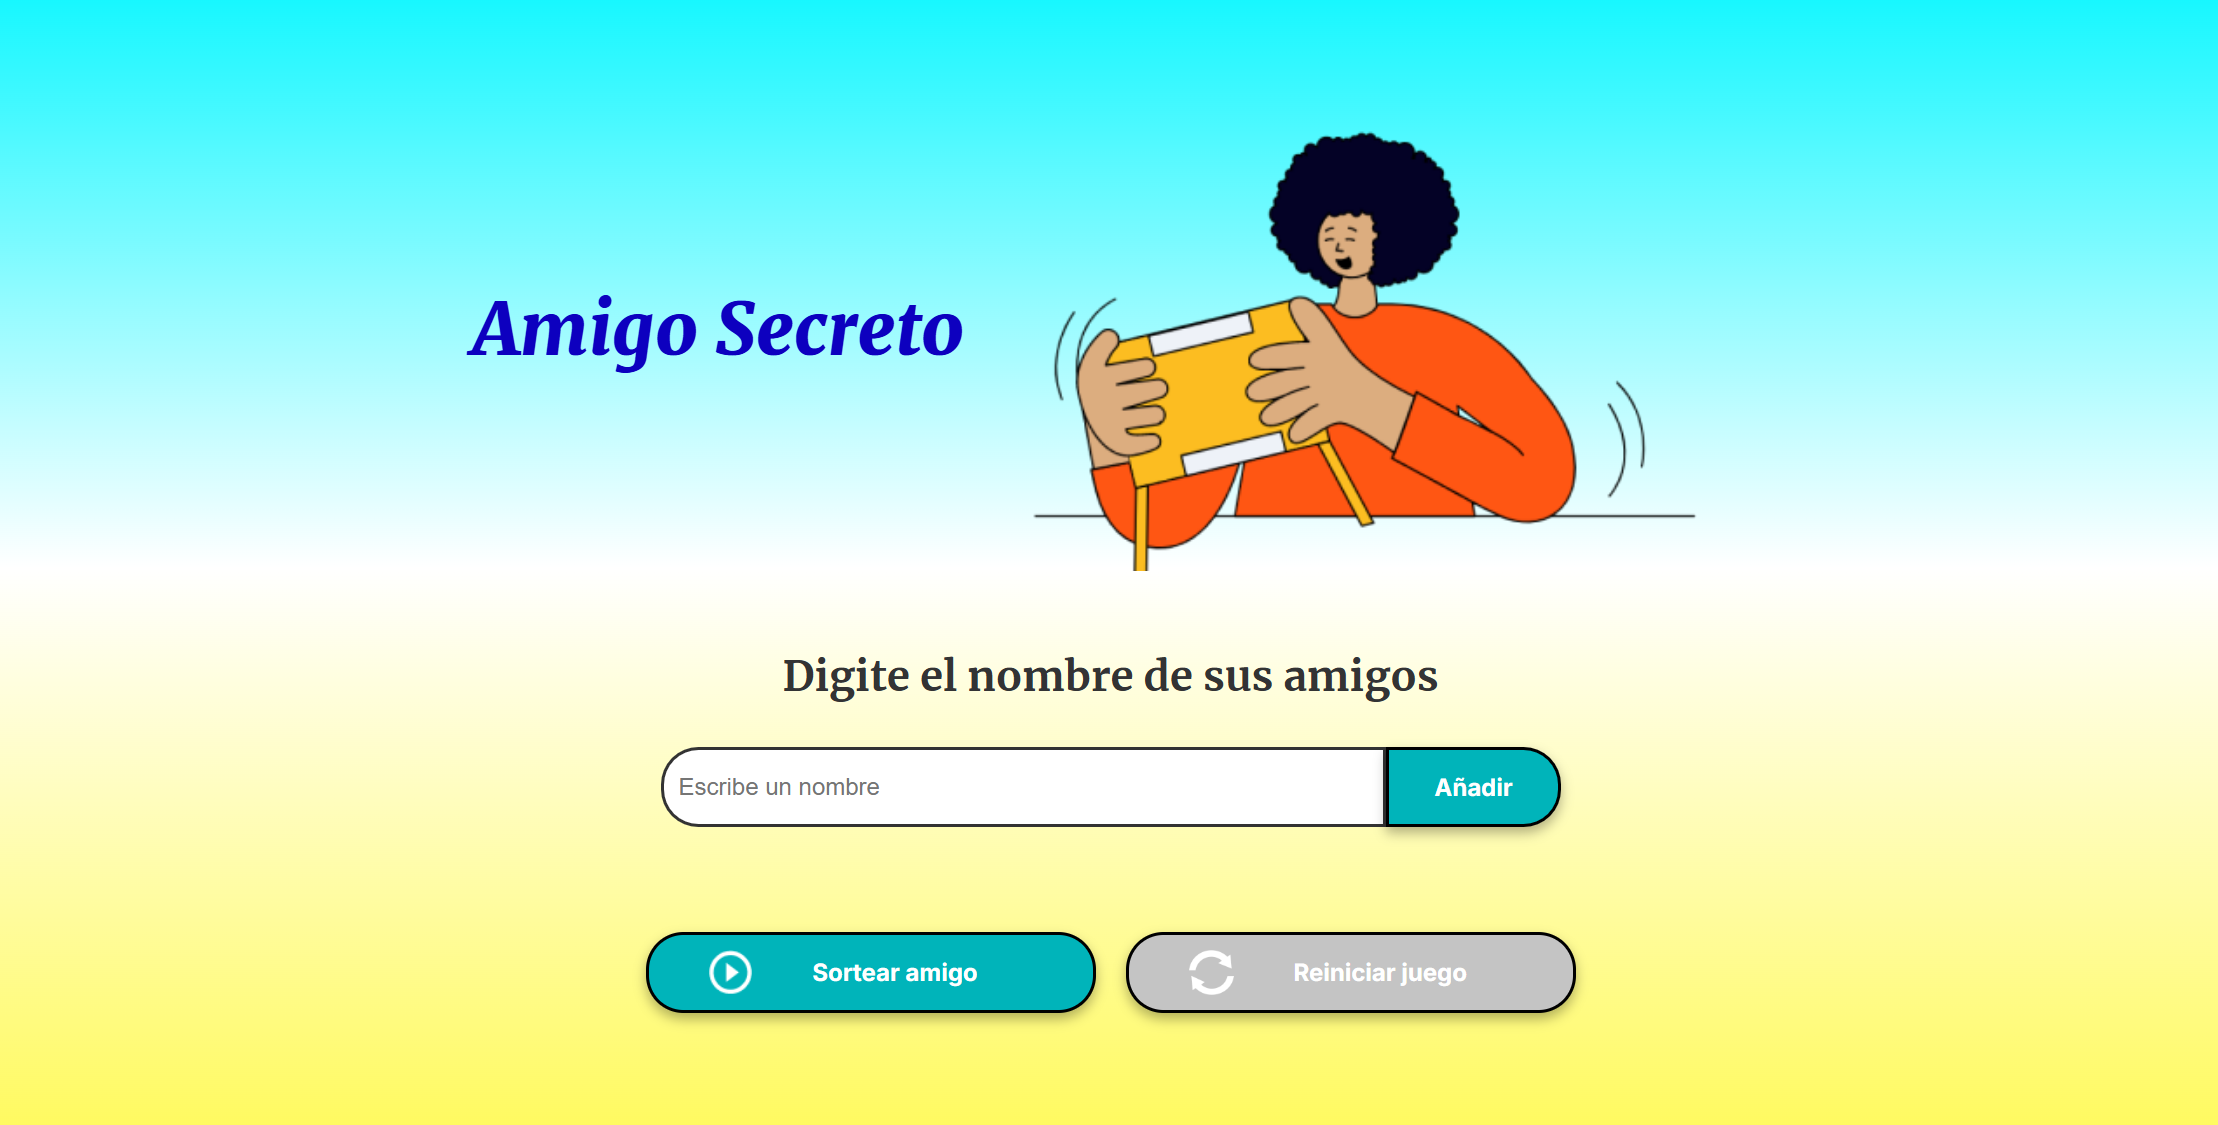 Amigo Secreto
Digite el nombre de sus amigos
Escribe un nombre
Añadir
Sortear amigo
Reiniciar juego